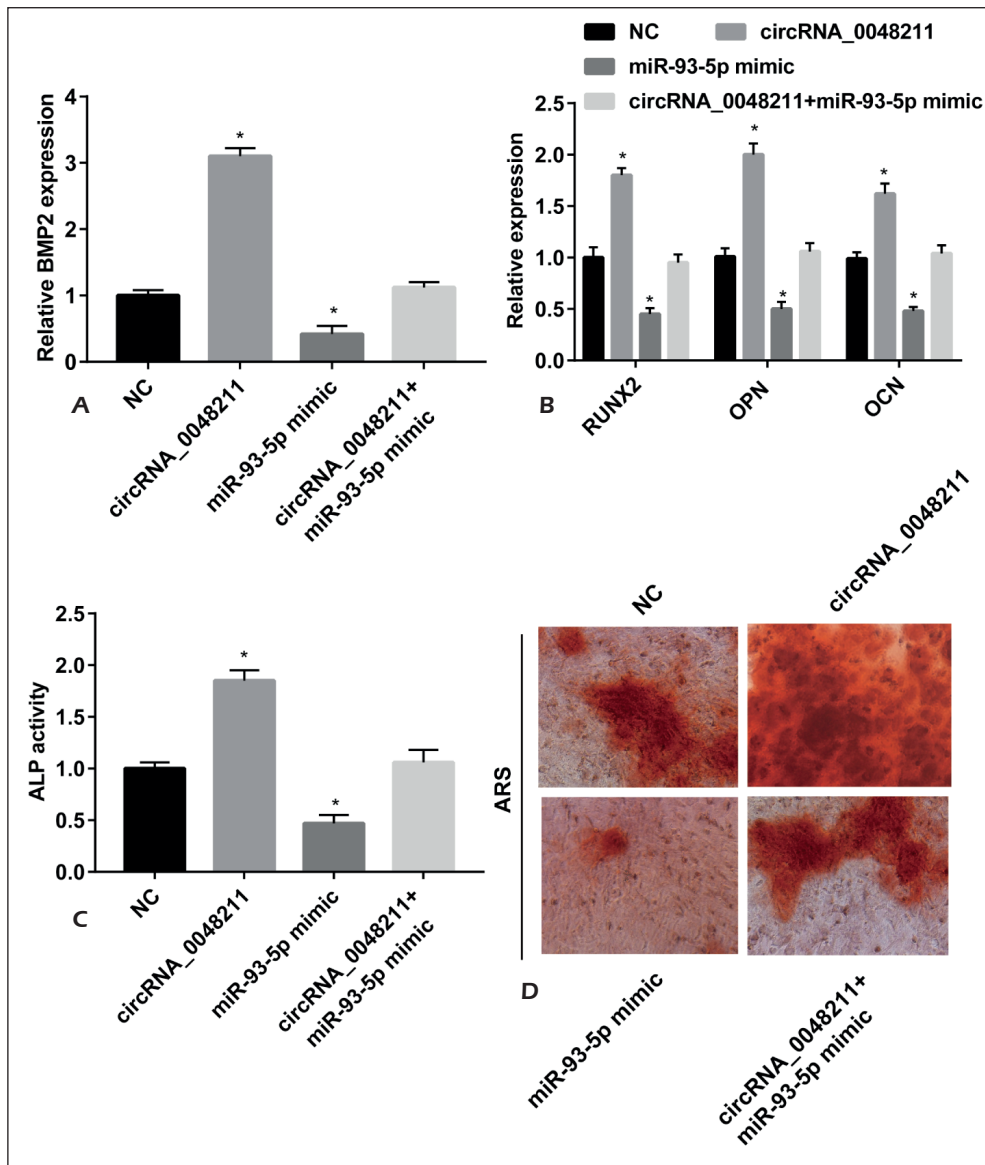 NC
circRNA_0048211
miR-93-5p mimic
circRNA_0048211+miR-93-5p mimic
Relative BMP2 expression
4
3
2
1
0
*
*
NC
circRNA_0048211
miR-93-5p mimic
circRNA_0048211+
miR-93-5p mimic
A
Relative expression
2.5
2.0
1.5
1.0
0.5
0.0
*
*
*
*
*
*
RUNX2
OPN
OCN
B
ALP activity
2.5
2.0
1.5
1.0
0.5
0.0
*
*
NC
circRNA_0048211
miR-93-5p mimic
circRNA_0048211+
miR-93-5p mimic
C
NC
circRNA_0048211
ARS
miR-93-5p mimic
circRNA_0048211+
miR-93-5p mimic
D